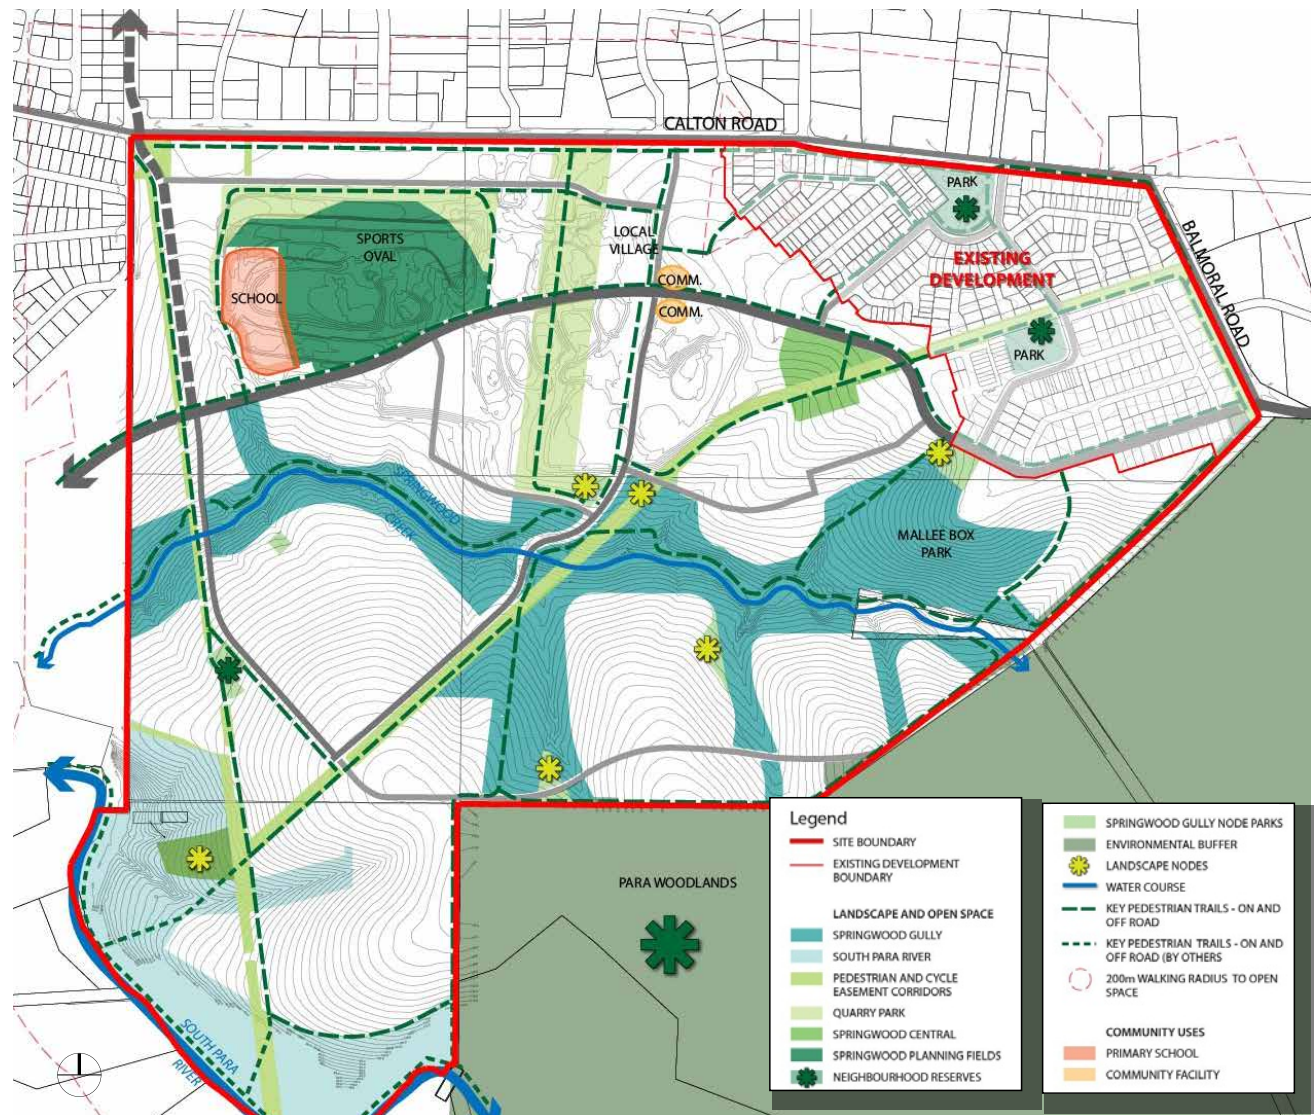 CALTON ROAD
PARK
BALMORAL ROAD
SPORTS
OVAL
LOCAL
VILLAGE
EXISTING
DEVELOPMENT
SCHOOL
COMM.
COMM.
PARK
SPRINGWOOD
CREEK
MALLEE BOX
PARK
PARA WOODLANDS
SOUTH PARA
RIVER
Legend
SITE BOUNDARY
EXISTING DEVELOPMENT
BOUNDARY
LANDSCAPE AND OPEN SPACE
SPRINGWOOD GULLY
SOUTH PARA RIVER
PEDESTRIAN AND CYCLE
EASEMENT CORRIDORS
QUARRY PARK
SPRINGWOOD CENTRAL
SPRINGWOOD PLANNING FIELDS
NEIGHBOURHOOD RESERVES
SPRINGWOOD GULLY NODE PARKS
ENVIRONMENTAL BUFFER
LANDSCAPE NODES
WATER COURSE
KEY PEDESTRIAN TRAILS - ON AND
OFF ROAD
KEY PEDESTRIAN TRAILS - ON AND
OFF ROAD (BY OTHERS
200m WALKING RADIUS TO OPEN
SPACE
COMMUNITY USES
PRIMARY SCHOOL
COMMUNITY FACILITY